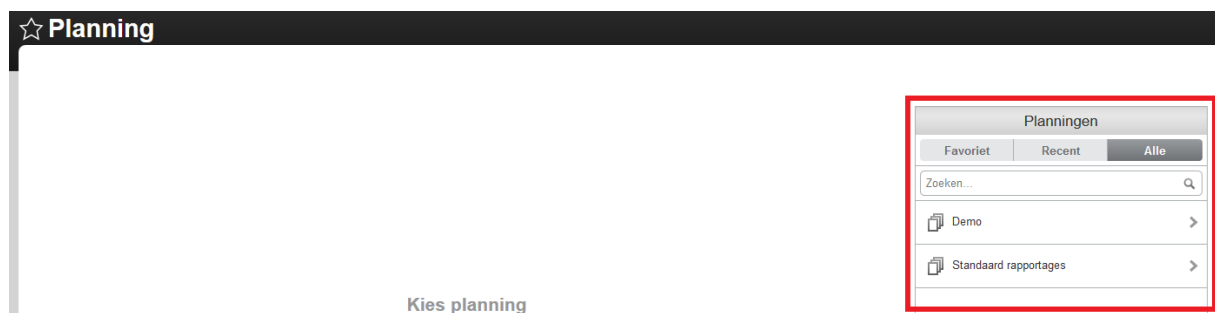 Planning
Planningen
Favoriet Recent Alle
Zoeken...
Demo
Standaard rapportages
Kies planning